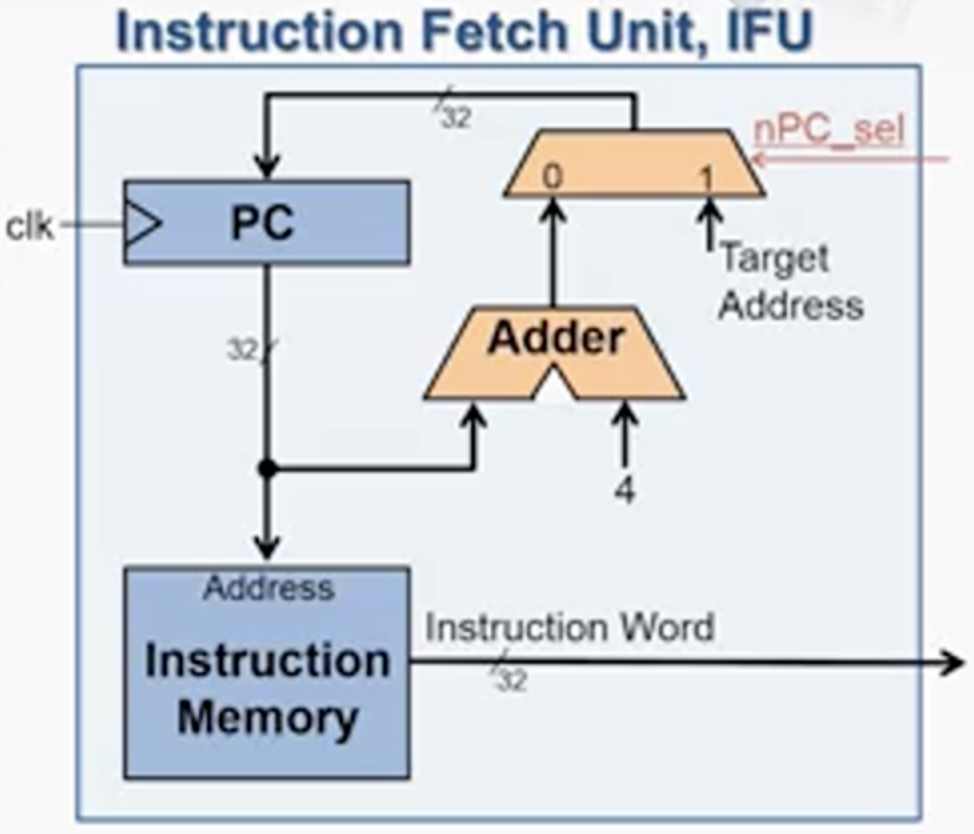 Instruction Fetch Unit, IFU
32
nPC_sel
0
1
clk
PC
Target
Address
Adder
32
4
Address
Instruction
Memory
Instruction Word
32